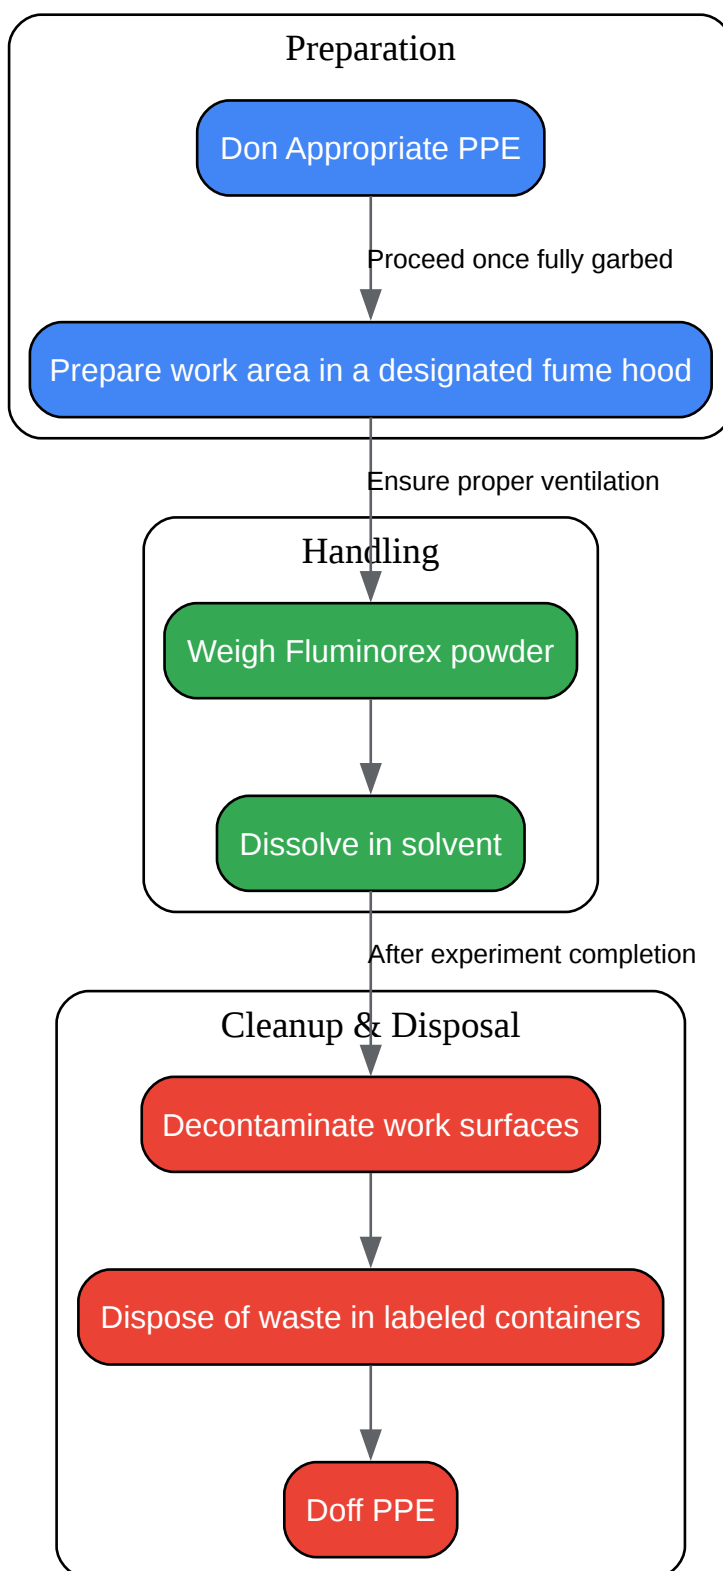 Preparation
Don Appropriate PPE
Proceed once fully garbed
Prepare work area in a designated fume hood
Ensure proper ventilation
Handling
Weigh Fluminorex powder
Dissolve in solvent
After experiment completion
Cleanup & Disposal
Decontaminate work surfaces
Dispose of waste in labeled containers
Doff PPE